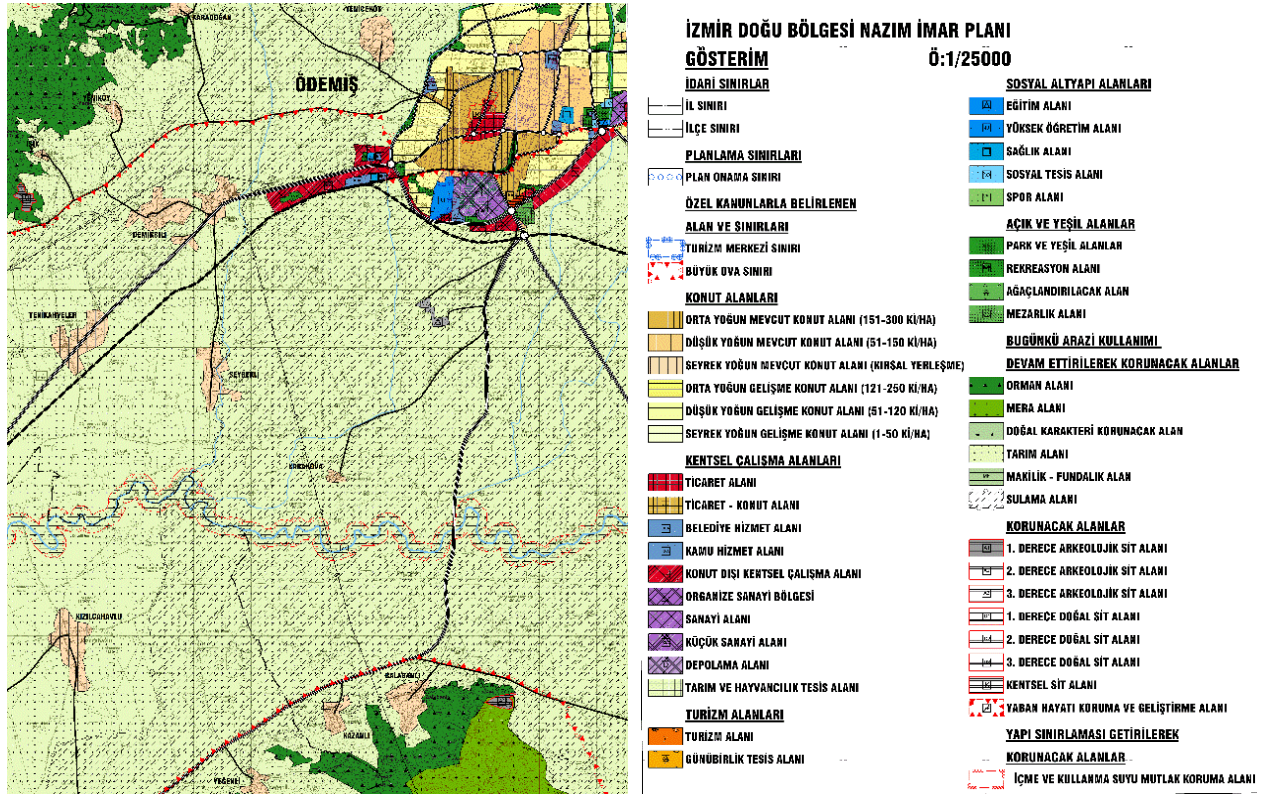 KARADOĞAN
YENİCEKÖY
ÖDEMİŞ
YENİKÖY
YENİKAHVELER
SEYREKLİ
KIZILCAHAVLU
KAZANLI
YEĞENLİ
İZMİR DOĞU BÖLGESİ NAZIM İMAR PLANI
GÖSTERİM Ö:1/25000
İDARİ SINIRLAR
İL SINIRI
İLÇE SINIRI
PLANLAMA SINIRLARI
PLAN ONAMA SINIRI
ÖZEL KANUNLARLA BELİRLENEN
ALAN VE SINIRLARI
TURİZM MERKEZİ SINIRI
BÜYÜK OVA SINIRI
KONUT ALANLARI
ORTA YOĞUN MEVCUT KONUT ALANI (151-300 Kİ/HA)
DÜŞÜK YOĞUN MEVCUT KONUT ALANI (51-150 Kİ/HA)
SEYREK YOĞUN MEVCUT KONUT ALANI (KIRSAL YERLEŞME)
ORTA YOĞUN GELİŞME KONUT ALANI (121-250 Kİ/HA)
DÜŞÜK YOĞUN GELİŞME KONUT ALANI (51-120 Kİ/HA)
SEYREK YOĞUN GELİŞME KONUT ALANI (1-50 Kİ/HA)
KENTSEL ÇALIŞMA ALANLARI
TİCARET ALANI
TİCARET - KONUT ALANI
BELEDİYE HİZMET ALANI
KAMU HİZMET ALANI
KONUT DIŞI KENTSEL ÇALIŞMA ALANI
ORGANİZE SANAYİ BÖLGESİ
SANAYİ ALANI
KÜÇÜK SANAYİ ALANI
DEPOLAMA ALANI
TARIM VE HAYVANCILIK TESİS ALANI
TURİZM ALANLARI
TURİZM ALANI
GÜNÜBİRLİK TESİS ALANI
SOSYAL ALTYAPI ALANLARI
EĞİTİM ALANI
YÜKSEK ÖĞRETİM ALANI
SAĞLIK ALANI
SOSYAL TESİS ALANI
SPOR ALANI
AÇIK VE YEŞİL ALANLAR
PARK VE YEŞİL ALANLAR
REKREASYON ALANI
AĞAÇLANDIRILACAK ALAN
MEZARLIK ALANI
BUGÜNKÜ ARAZİ KULLANIMI
DEVAM ETTİRİLEREK KORUNACAK ALANLAR
ORMAN ALANI
MERA ALANI
DOĞAL KARAKTERİ KORUNACAK ALAN
TARIM ALANI
MAKİLİK - FUNDALIK ALAN
SULAMA ALANI
KORUNACAK ALANLAR
1. DERECE ARKEOLOJİK SİT ALANI
2. DERECE ARKEOLOJİK SİT ALANI
3. DERECE ARKEOLOJİK SİT ALANI
1. DERECE DOĞAL SİT ALANI
2. DERECE DOĞAL SİT ALANI
3. DERECE DOĞAL SİT ALANI
KENTSEL SİT ALANI
YABAN HAYATI KORUMA VE GELİŞTİRME ALANI
YAPI SINIRLAMASI GETİRİLEREK
KORUNACAK ALANLAR
İÇME VE KULLANMA SUYU MUTLAK KORUMA ALANI